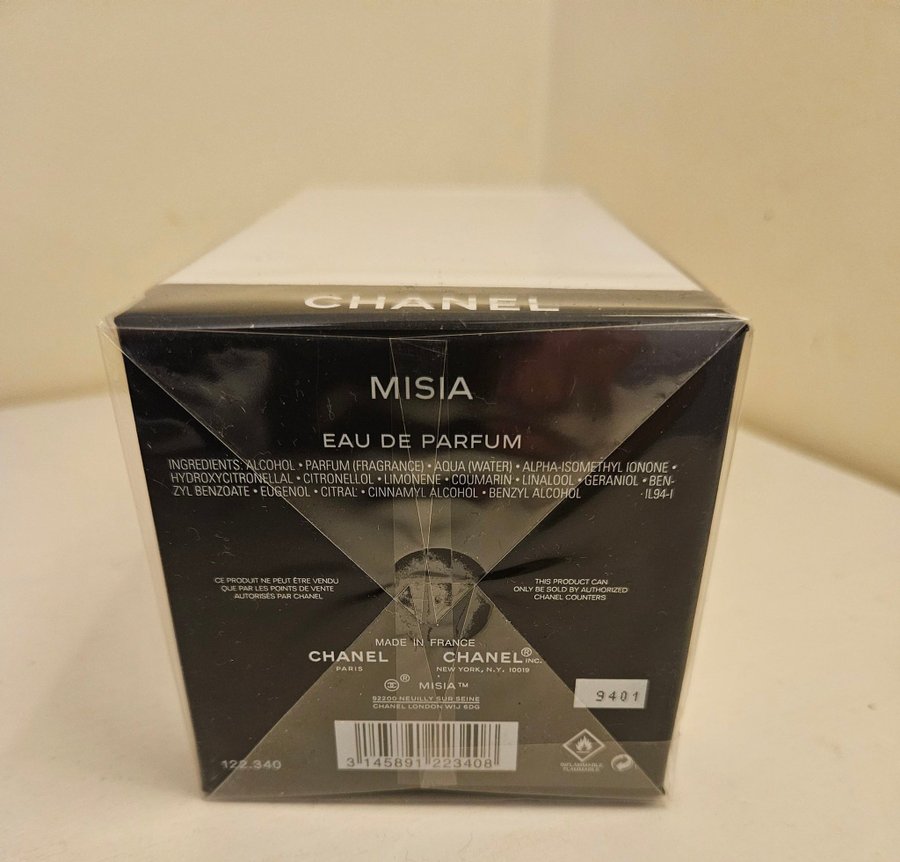 CHANEL
MISIA
EAU DE PARFUM
INGREDIENTS: ALCOHOL • PARFUM (FRAGRANCE) • AQUA (WATER) • ALPHA-ISOMETHYL IONONE •
HYDROXYCITRONELLAL • CITRONELLOL • LIMONENE • COUMARIN • LINALOOL • GERANIOL • BEN-
ZYL BENZOATE • EUGENOL • CITRAL • CINNAMYL ALCOHOL • BENZYL ALCOHOL IL94-I
CE PRODUIT NE PEUT ÊTRE VENDU
QUE PAR LES POINTS DE VENTE
AUTORISÉS PAR CHANEL
THIS PRODUCT CAN
ONLY BE SOLD BY AUTHORIZED
CHANEL COUNTERS
MADE IN FRANCE
CHANEL CHANEL® INC.
PARIS NEW YORK, N.Y. 10019
® MISIA™
92200 NEUILLY SUR SEINE
CHANEL LONDON W1J 6DG
9401
122.340
3 145891 223408
INFLAMMABLE
FLAMMABLE